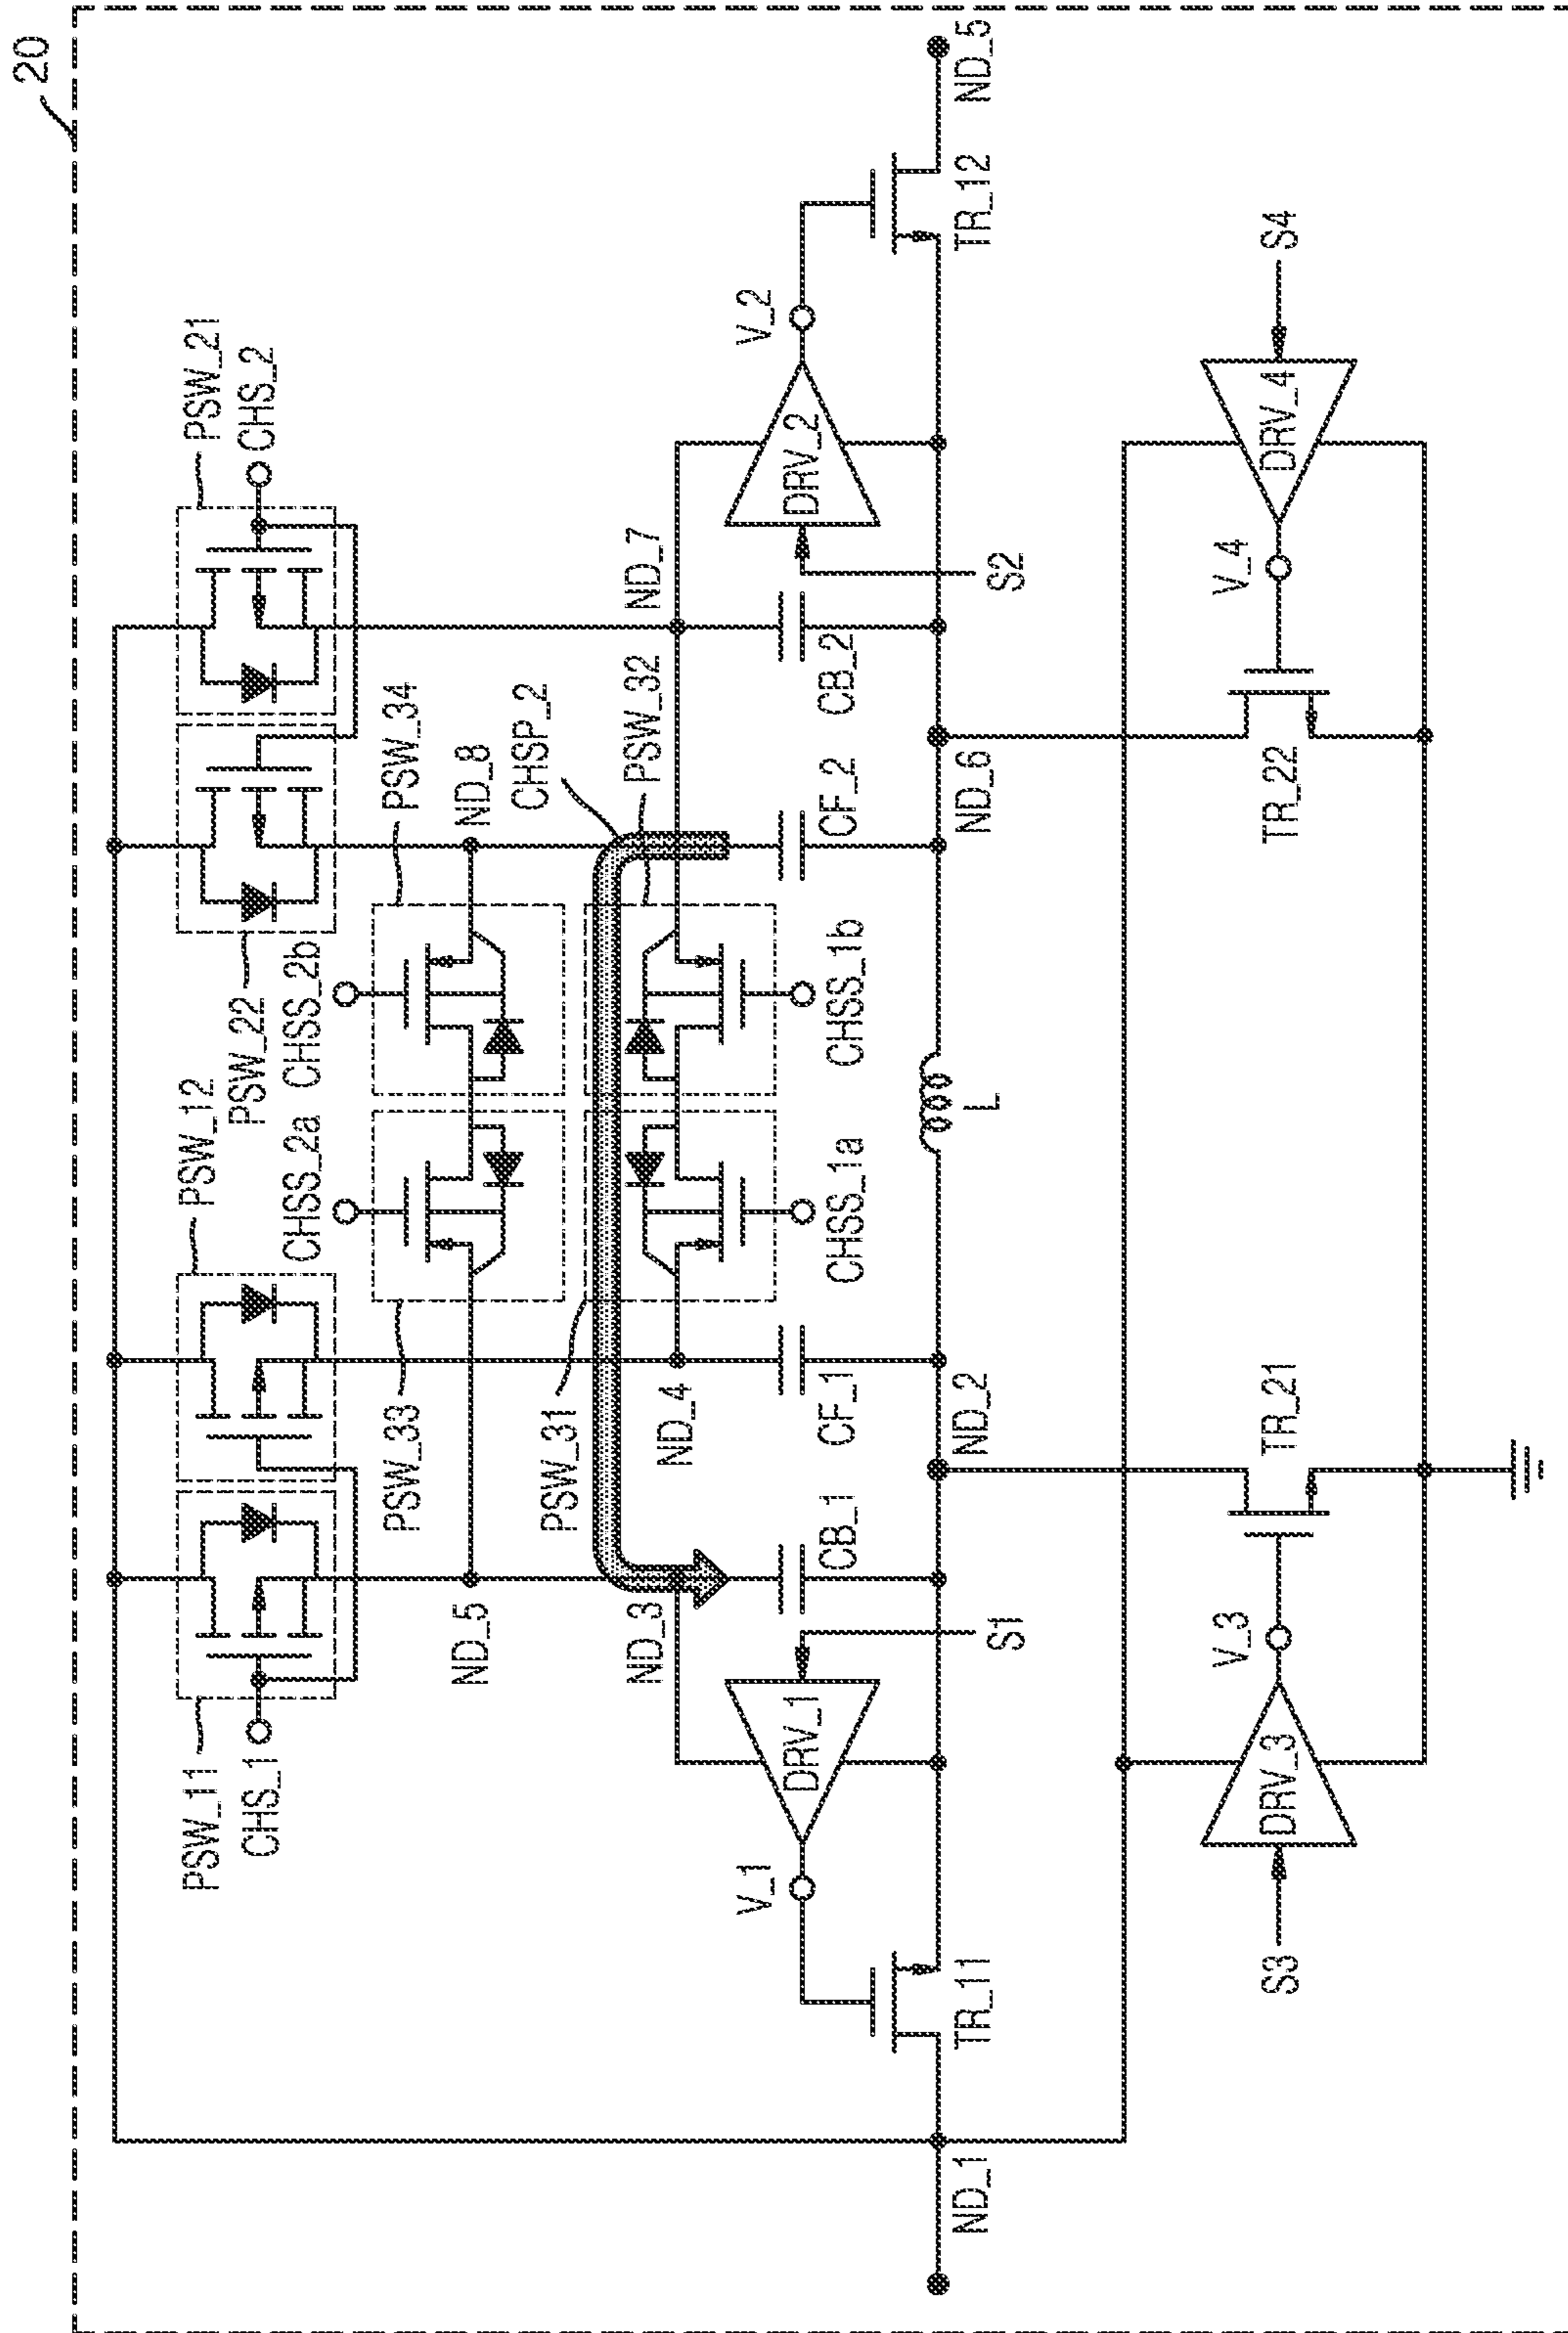 20
PSW_11
CHS_1
PSW_12
PSW_22
PSW_21
CHS_2
CHSS_2a
CHSS_2b
PSW_33
PSW_34
ND_5
ND_8
CHSP_2
PSW_31
PSW_32
ND_3
ND_4
ND_7
V_1
DRV_1
S1
CB_1
CF_1
CHSS_1a
CHSS_1b
CF_2
CB_2
DRV_2
S2
V_2
ND_1
TR_11
ND_2
L
ND_6
TR_12
ND_5
S3
DRV_3
V_3
TR_21
TR_22
V_4
DRV_4
S4